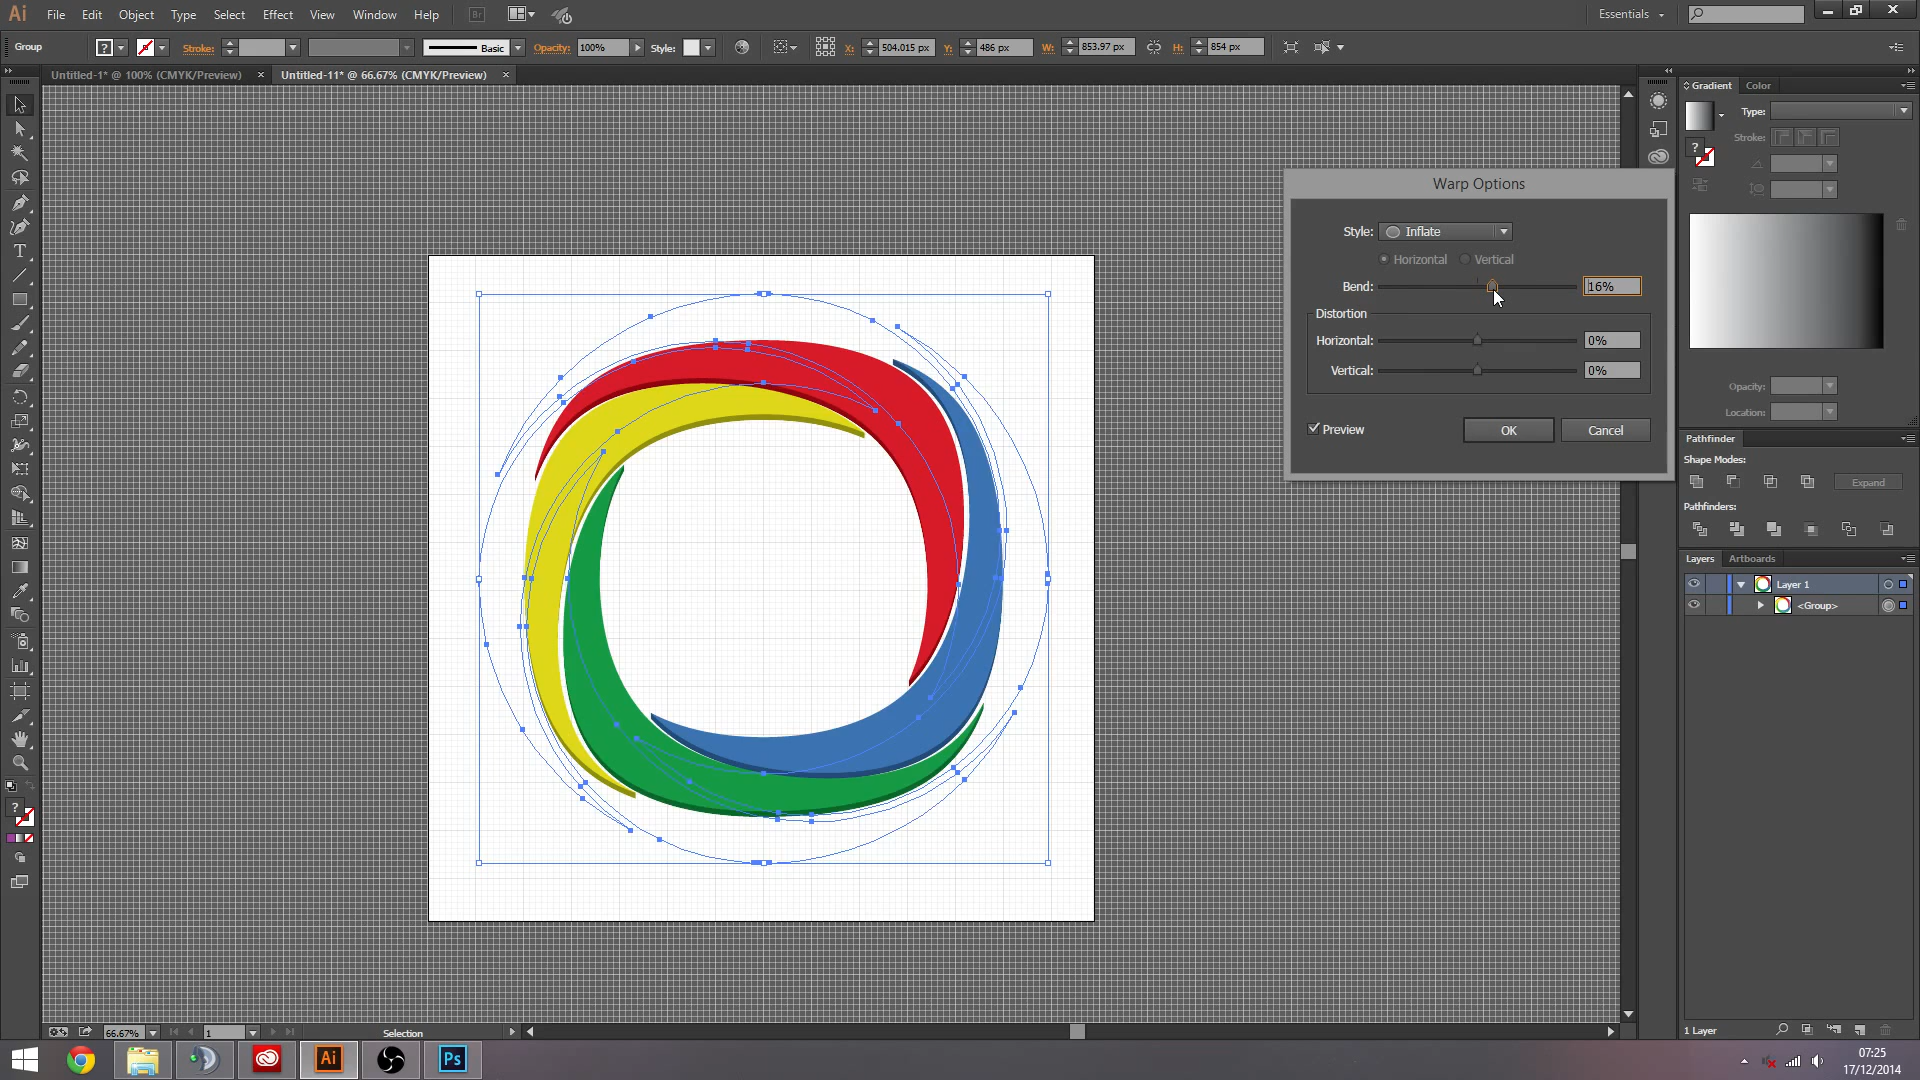 Ai File Edit Object Type Select Effect View Window Help Br Essentials
Group ? Stroke: Basic Opacity: 100% Style: X: 504.015 px Y: 486 px W: 853.97 px H: 854 px
Untitled-1* @ 100% (CMYK/Preview) × Untitled-11* @ 66.67% (CMYK/Preview) ×
Gradient Color
Type:
Stroke:
?
Opacity:
Location:
Warp Options
Style: Inflate
Horizontal Vertical
Bend: 16%
Distortion
Horizontal: 0%
Vertical: 0%
Preview OK Cancel
Pathfinder
Shape Modes:
Expand
Pathfinders:
Layers Artboards
Layer 1
<Group>
T
?
1 Layer
66.67% 1 Selection
Ai Ps
07:25
17/12/2014